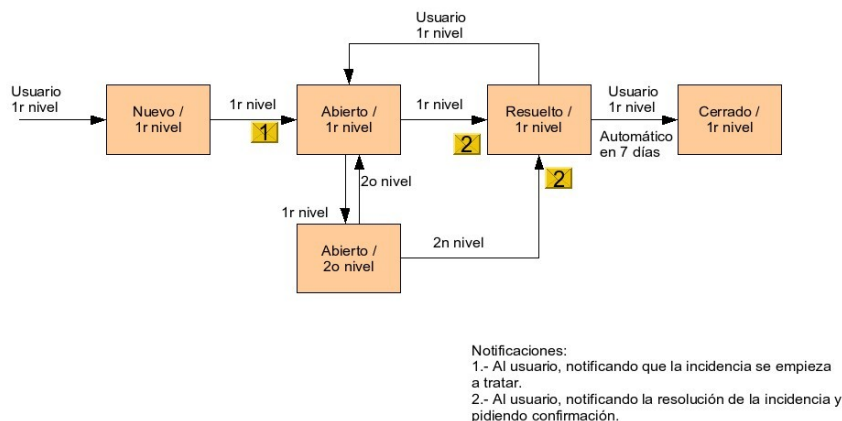 Usuario
1r nivel
Usuario
1r nivel
Nuevo /
1r nivel
1r nivel
1
Abierto /
1r nivel
1r nivel
2
Resuelto /
1r nivel
Usuario
1r nivel
Automático
en 7 días
Cerrado /
1r nivel
2
2o nivel
1r nivel
Abierto /
2o nivel
2n nivel
Notificaciones:
1.- Al usuario, notificando que la incidencia se empieza
a tratar.
2.- Al usuario, notificando la resolución de la incidencia y
pidiendo confirmación.